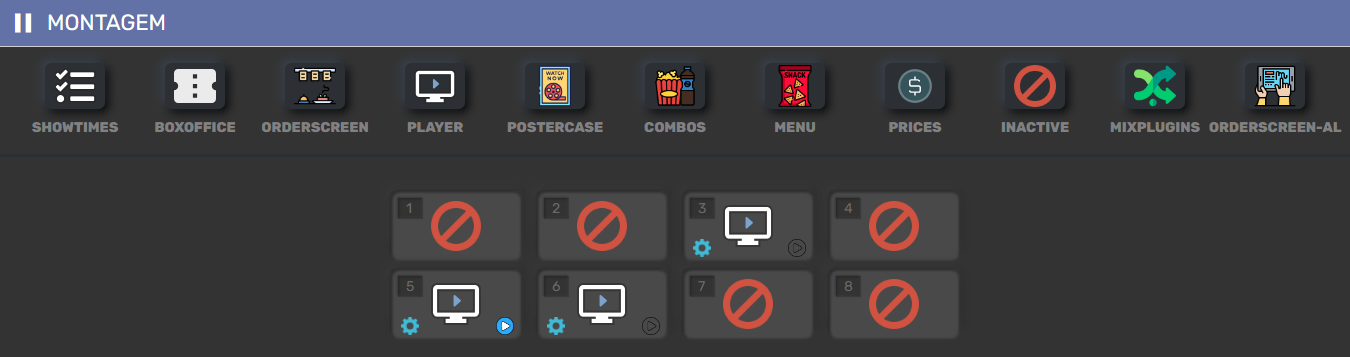 MONTAGEM
WATCH NOW
SNACK
SHOWTIMES BOXOFFICE ORDERSCREEN PLAYER POSTERCASE COMBOS MENU PRICES INACTIVE MIXPLUGINS ORDERSCREEN-AL
1 2 3 4
5 6 7 8